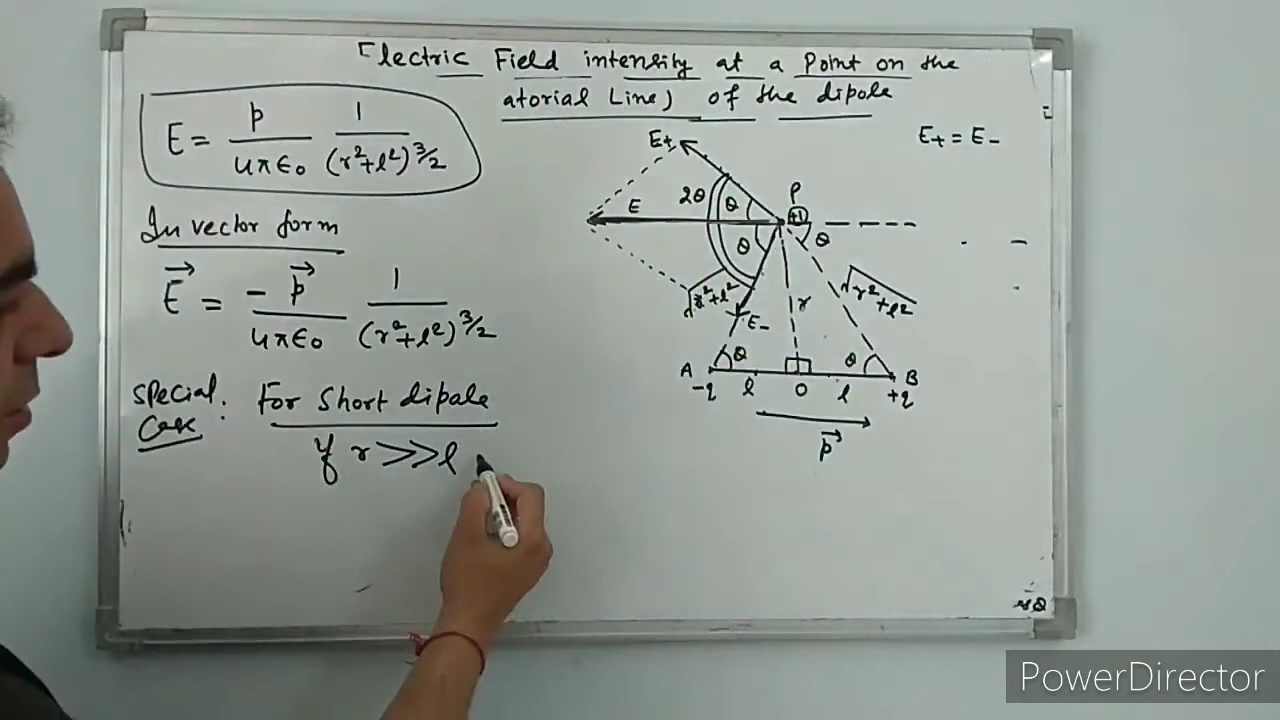 Electric Field intensity at a Point on the
atorial Line) of the dipole
E = p/4πϵ0 1/(r²+l²)^3/2
In vector form
E⃗ = -p⃗/4πϵ0 1/(r²+l²)^3/2
Special Case : For Short dipole
if r >>> l
E+ = E-
E+
P
2θ θ
E
+1
θ
θ
√r²+l²
√r²+l²
E-
r
A θ θ B
-q l O l +q
p⃗
PowerDirector